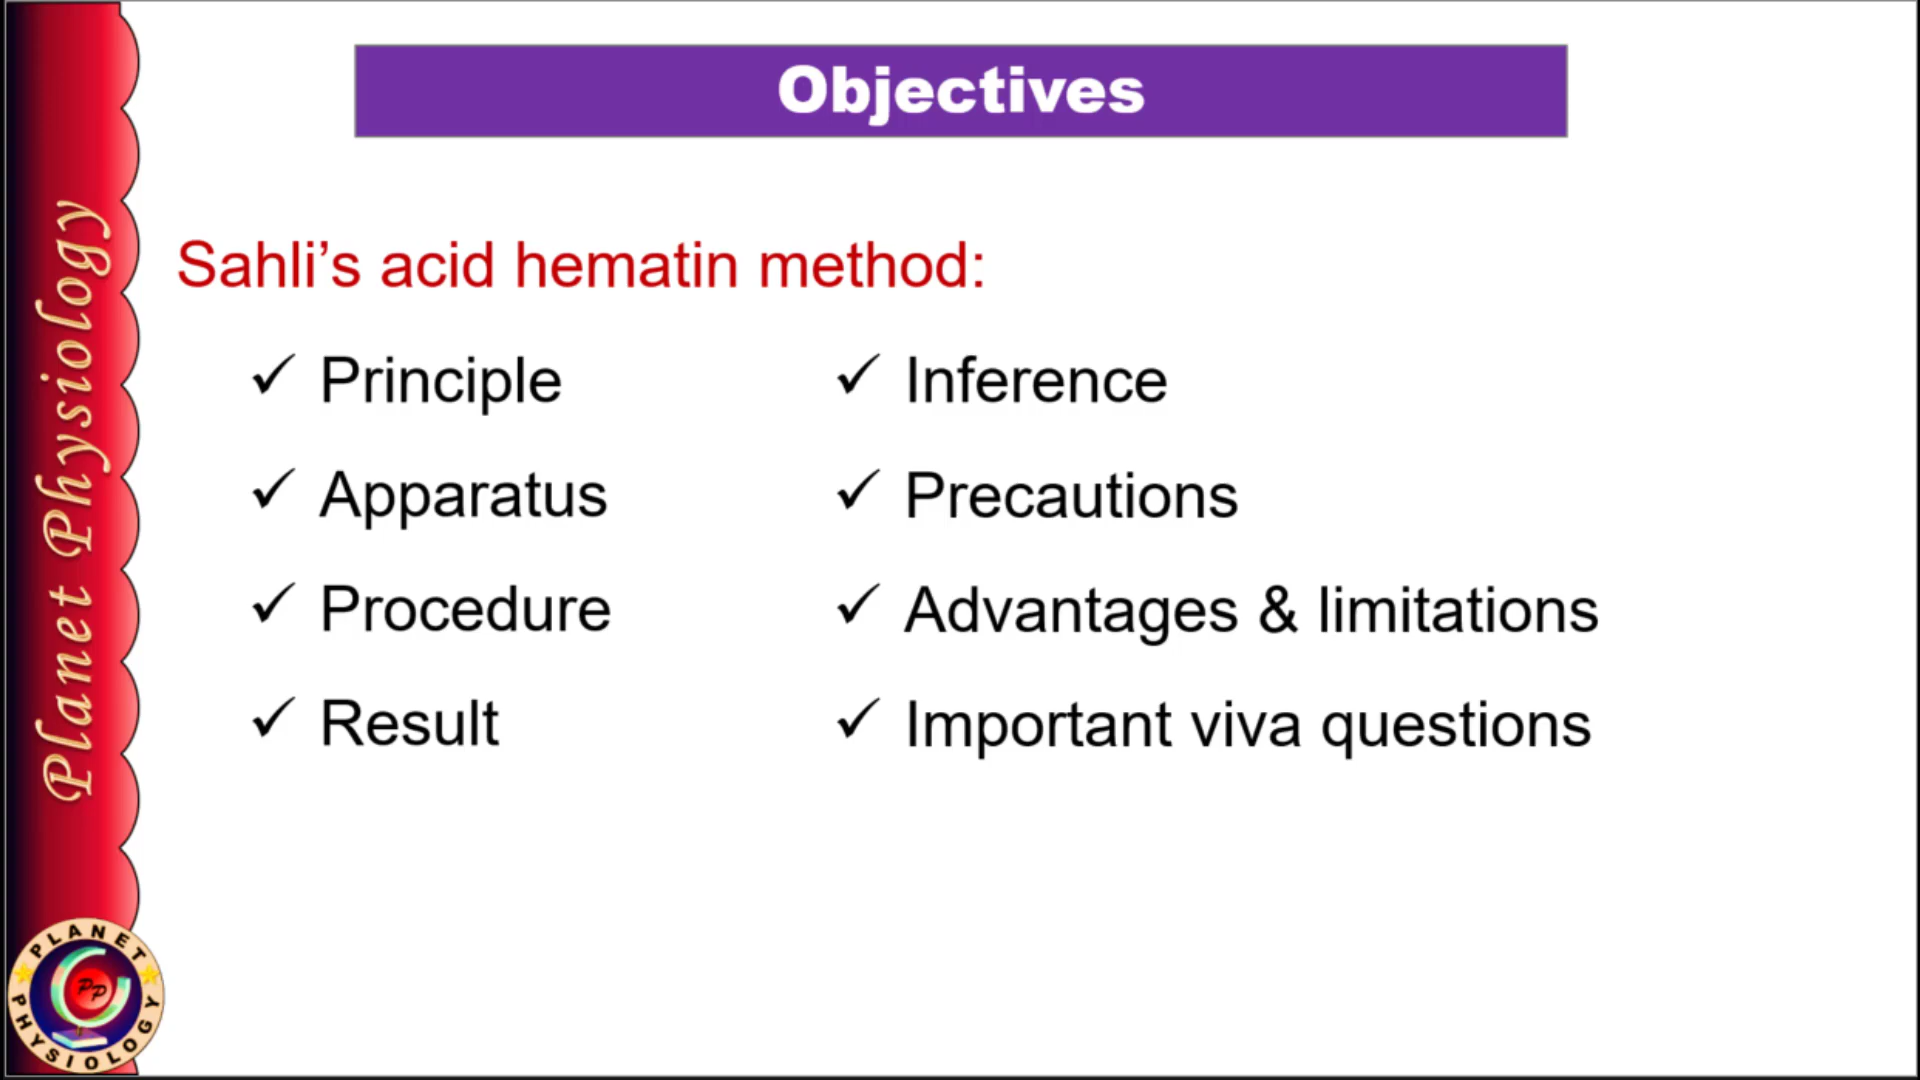 Objectives
Sahli’s acid hematin method:
✓ Principle
✓ Apparatus
✓ Procedure
✓ Result
✓ Inference
✓ Precautions
✓ Advantages & limitations
✓ Important viva questions
Planet Physiology
PLANET
PP
PHYSIOLOGY